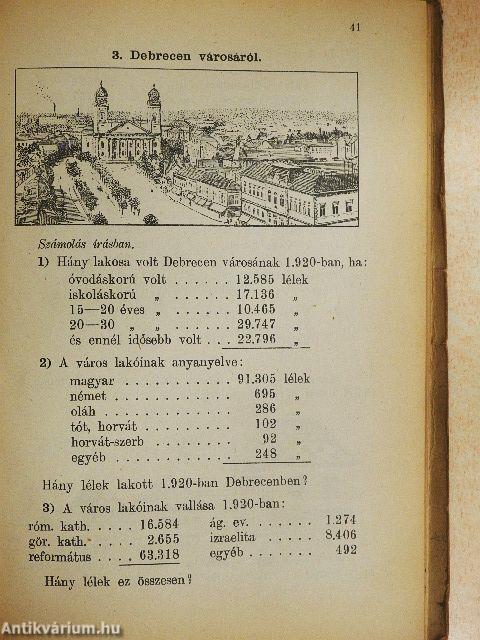 41
3. Debrecen városáról.
Számolás írásban.
1) Hány lakosa volt Debrecen városának 1.920-ban, ha:
óvodáskorú volt . . . . . . 12.585 lélek
iskoláskorú „ . . . . . . 17.136 „
15—20 éves „ . . . . . . 10.465 „
20—30 „ „ . . . . . . 29.747 „
és ennél idősebb volt . . . 22.796 „
2) A város lakóinak anyanyelve:
magyar . . . . . . . . . . 91.305 lélek
német . . . . . . . . . . 695 „
oláh . . . . . . . . . . 286 „
tót, horvát . . . . . . . . 102 „
horvát-szerb . . . . . . . 92 „
egyéb . . . . . . . . . . 248 „
Hány lélek lakott 1.920-ban Debrecenben?
3) A város lakóinak vallása 1.920-ban:
róm. kath. . . . . 16.584 ág. ev. . . . . . . . 1.274
gör. kath. . . . . 2.655 izraelita . . . . . . 8.406
református . . . . 63.318 egyéb . . . . . . . 492
Hány lélek ez összesen?
Antikvárium.hu